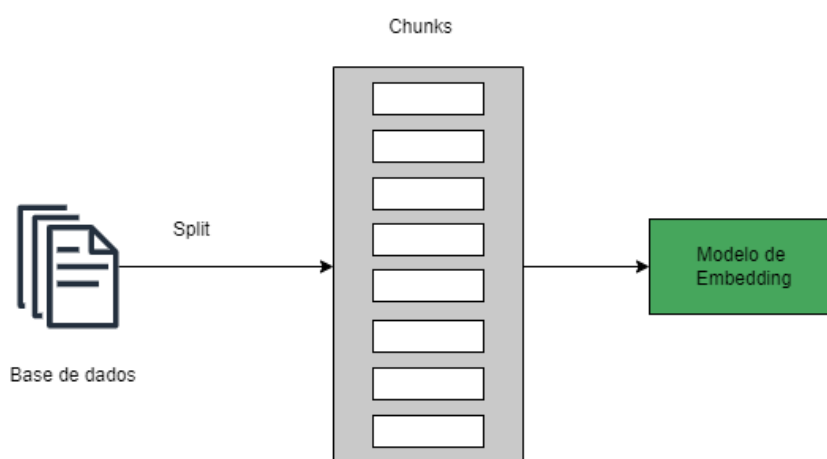 Chunks
Split
Modelo de
Embedding
Base de dados